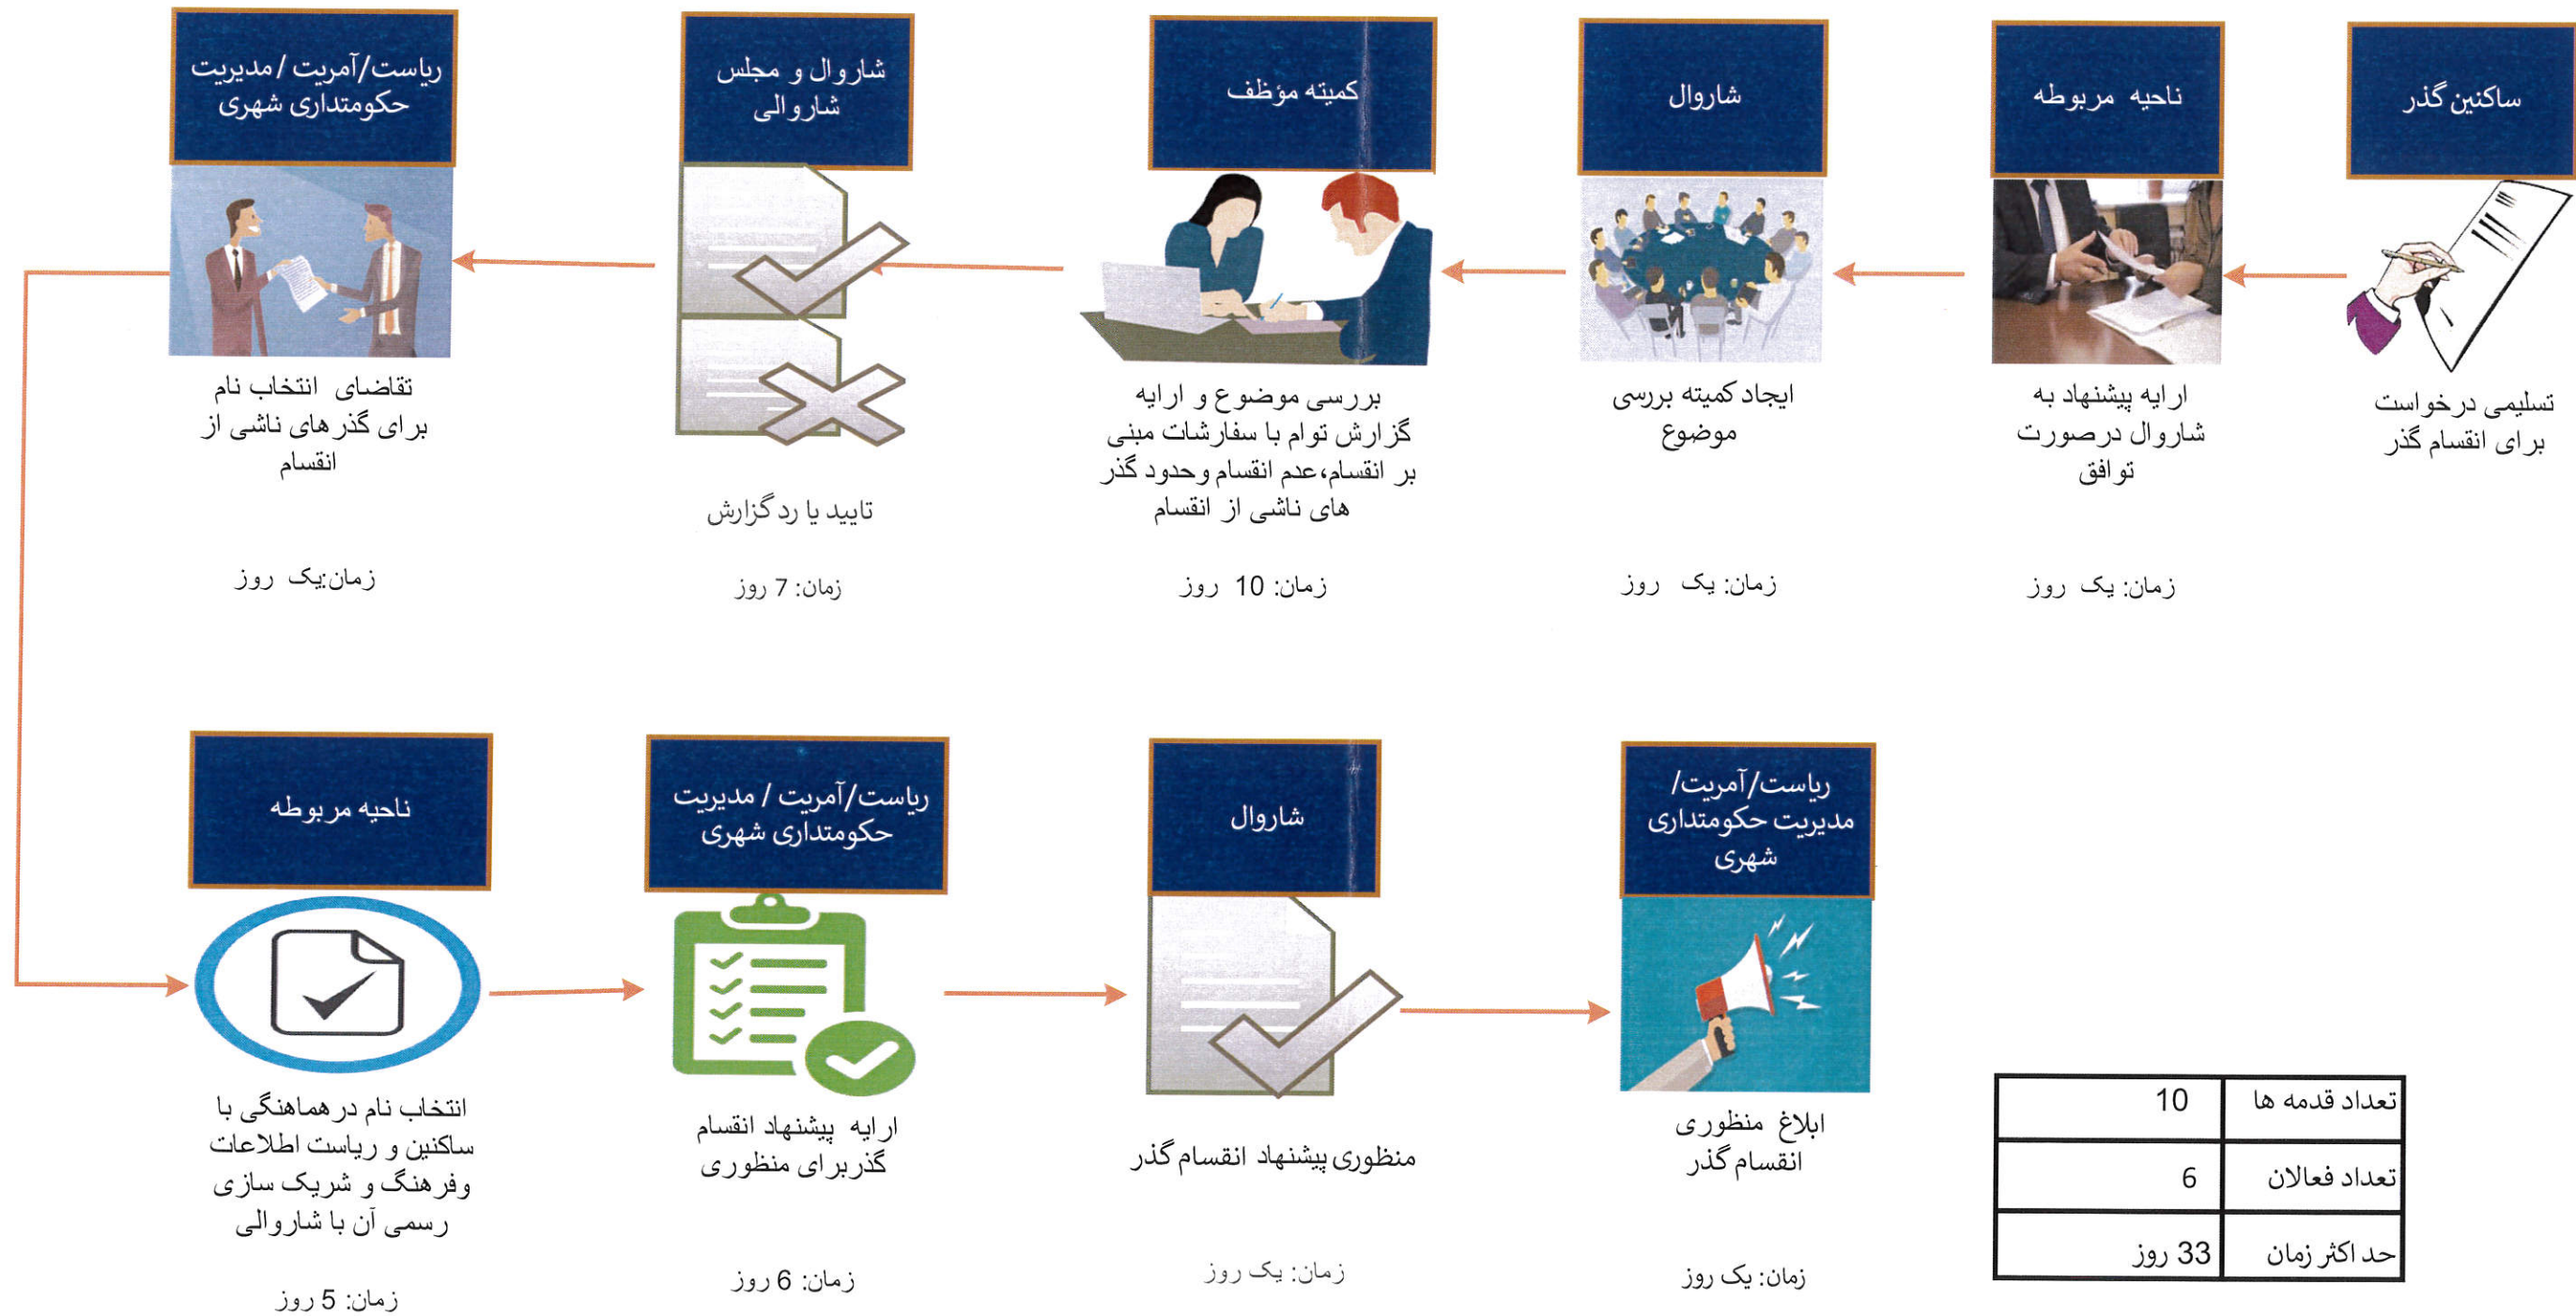 ساکنین گذر
تسلیمی درخواست
برای انقسام گذر
ناحیه مربوطه
ارایه پیشنهاد به
شاروال درصورت
توافق
زمان: یک روز
شاروال
ایجاد کمیته بررسی
موضوع
زمان: یک روز
کمیته مؤظف
بررسی موضوع و ارایه
گزارش توام با سفارشات مبنی
بر انقسام،عدم انقسام وحدود گذر
های ناشی از انقسام
زمان: 10 روز
شاروال و مجلس
شاروالی
تایید یا رد گزارش
زمان: 7 روز
ریاست/آمریت / مدیریت
حکومتداری شهری
تقاضای انتخاب نام
برای گذرهای ناشی از
انقسام
زمان:یک روز
ناحیه مربوطه
انتخاب نام درهماهنگی با
ساکنین و ریاست اطلاعات
وفرهنگ و شریک سازی
رسمی آن با شاروالی
زمان: 5 روز
ریاست/آمریت / مدیریت
حکومتداری شهری
ارایه پیشنهاد انقسام
گذربرای منظوری
زمان: 6 روز
شاروال
منظوری پیشنهاد انقسام گذر
زمان: یک روز
ریاست/آمریت/
مدیریت حکومتداری
شهری
ابلاغ منظوری
انقسام گذر
زمان: یک روز
تعداد قدمه ها 10
تعداد فعالان 6
حد اکثر زمان 33 روز